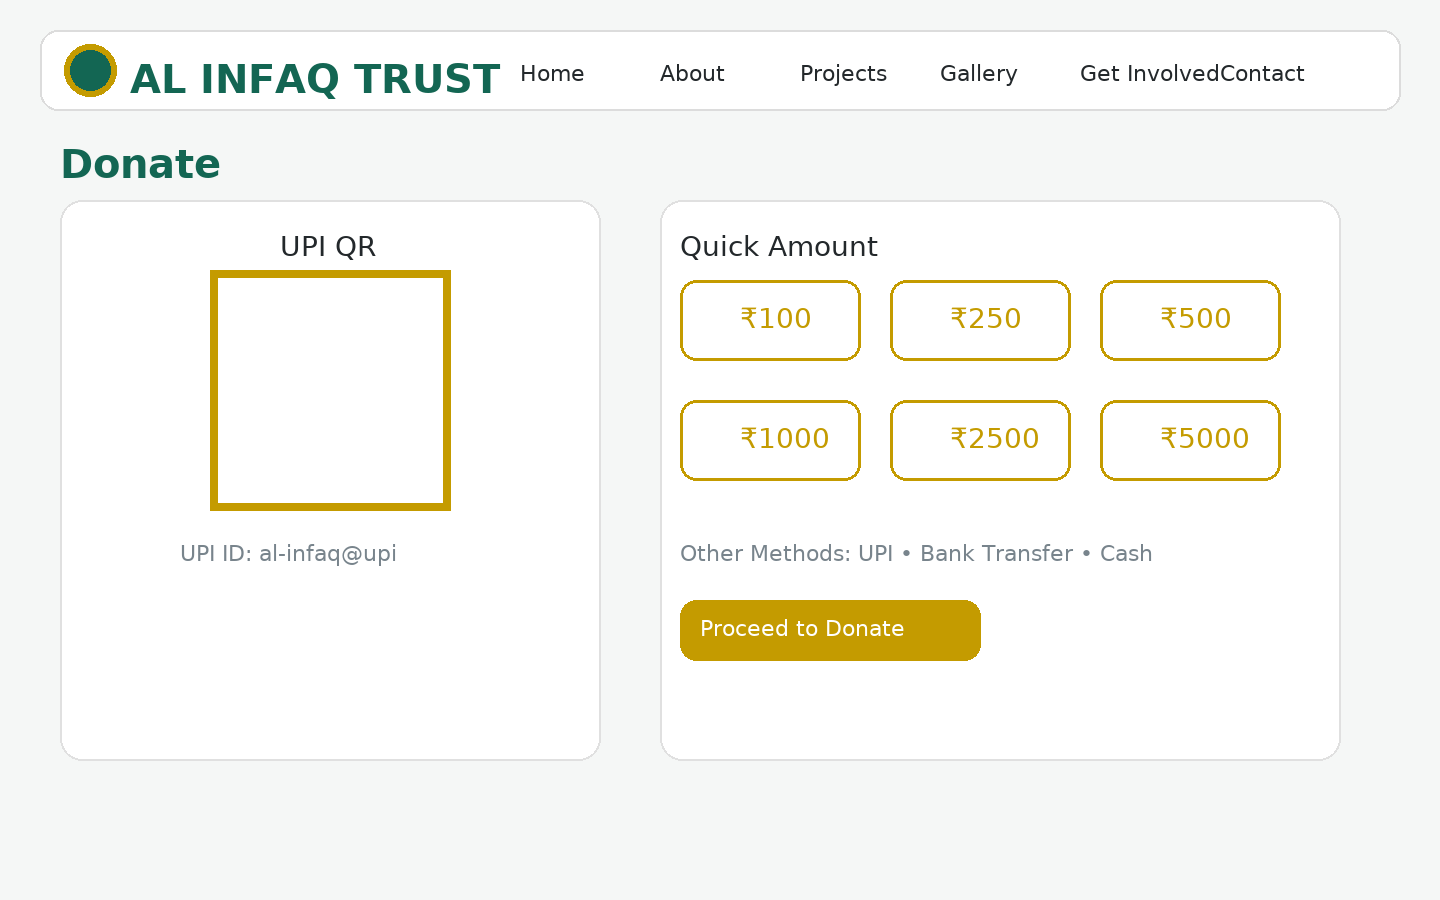 AL INFAQ TRUST Home About Projects Gallery Get InvolvedContact
Donate
UPI QR
UPI ID: al-infaq@upi
Quick Amount
₹100 ₹250 ₹500
₹1000 ₹2500 ₹5000
Other Methods: UPI • Bank Transfer • Cash
Proceed to Donate